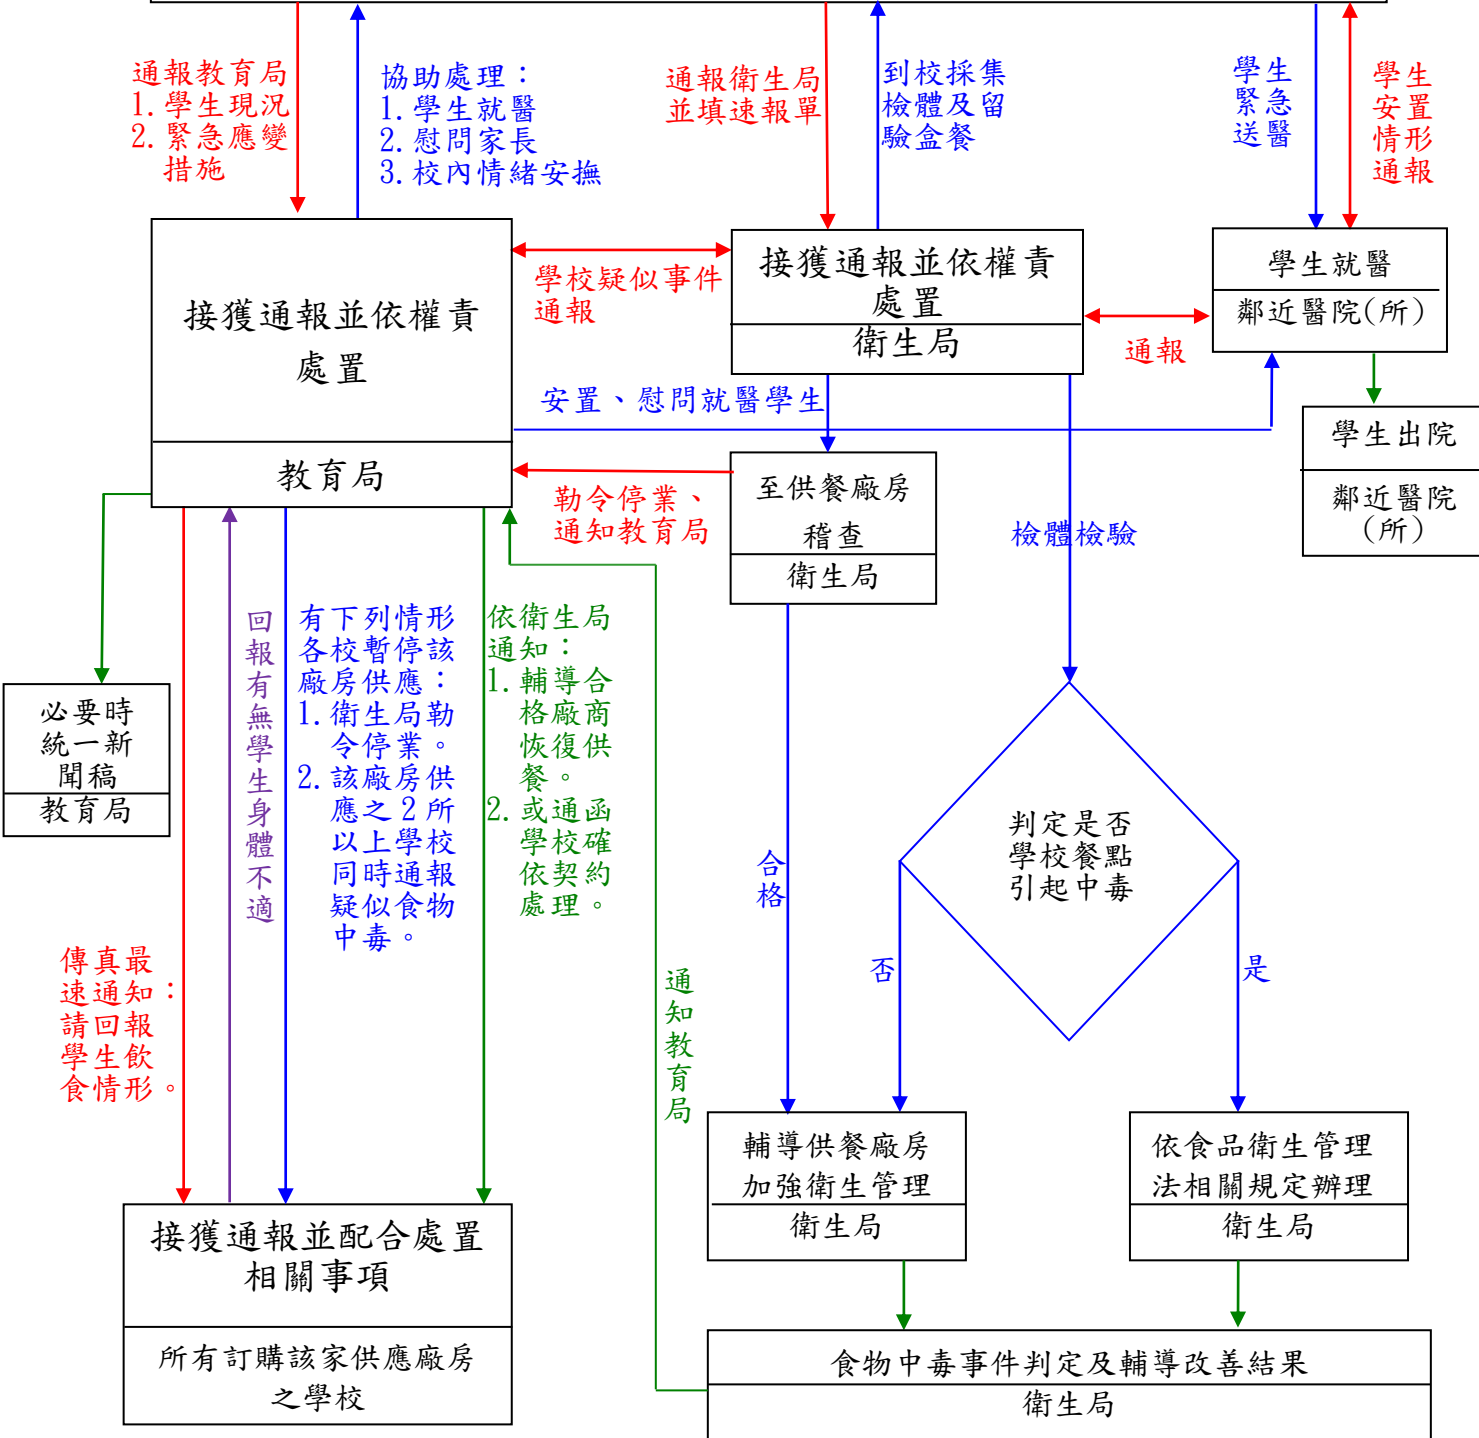 通報教育局
1.學生現況
2.緊急應變
措施
協助處理：
1.學生就醫
2.慰問家長
3.校內情緒安撫
通報衛生局
並填速報單
到校採集
檢體及留
驗盒餐
學生
緊急
送醫
學生
安置
情形
通報
接獲通報並依權責
處置
教育局
學校疑似事件
通報
接獲通報並依權責
處置
衛生局
通報
學生就醫
鄰近醫院(所)
安置、慰問就醫學生
學生出院
鄰近醫院
(所)
勒令停業、
通知教育局
至供餐廠房
稽查
衛生局
檢體檢驗
必要時
統一新
聞稿
教育局
回報有無學生身體不適
有下列情形
各校暫停該
廠房供應：
1.衛生局勒
令停業。
2.該廠房供
應之2所
以上學校
同時通報
疑似食物
中毒。
依衛生局
通知：
1.輔導合
格廠商
恢復供
餐。
2.或通函
學校確
依契約
處理。
合格
判定是否
學校餐點
引起中毒
否
是
傳真最
速通知：
請回報
學生飲
食情形。
通知教育局
輔導供餐廠房
加強衛生管理
衛生局
依食品衛生管理
法相關規定辦理
衛生局
接獲通報並配合處置
相關事項
所有訂購該家供應廠房
之學校
食物中毒事件判定及輔導改善結果
衛生局